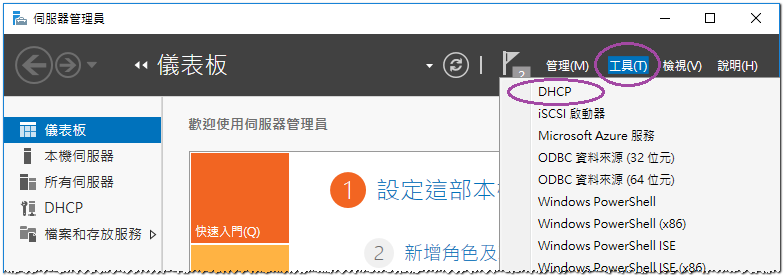 伺服器管理員
儀表板
2
管理(M)
工具(T)
檢視(V)
說明(H)
DHCP
iSCSI 啟動器
Microsoft Azure 服務
ODBC 資料來源 (32 位元)
ODBC 資料來源 (64 位元)
Windows PowerShell
Windows PowerShell (x86)
Windows PowerShell ISE
Windows PowerShell ISE (x86)
儀表板
本機伺服器
所有伺服器
DHCP
檔案和存放服務
歡迎使用伺服器管理員
快速入門(Q)
1 設定這部本
2 新增角色及